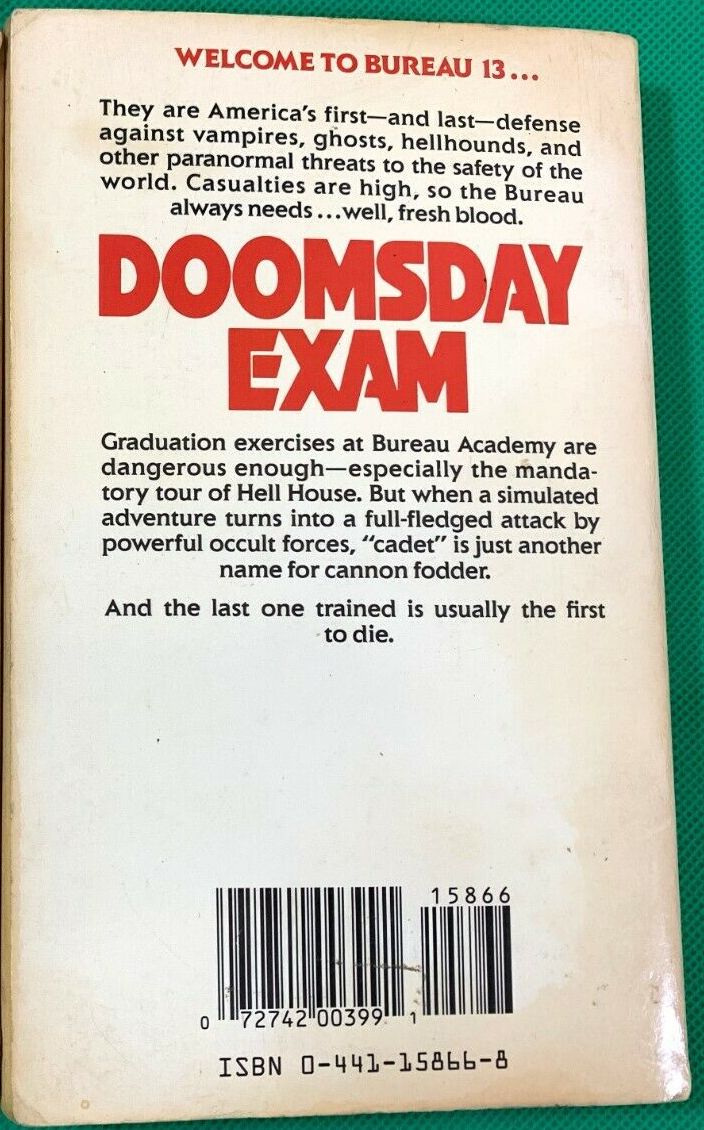 WELCOME TO BUREAU 13...
They are America's first—and last—defense
against vampires, ghosts, hellhounds, and
other paranormal threats to the safety of the
world. Casualties are high, so the Bureau
always needs...well, fresh blood.
DOOMSDAY
EXAM
Graduation exercises at Bureau Academy are
dangerous enough—especially the manda-
tory tour of Hell House. But when a simulated
adventure turns into a full-fledged attack by
powerful occult forces, "cadet" is just another
name for cannon fodder.
And the last one trained is usually the first
to die.
15866
0 72742 00399 1
ISBN 0-441-15866-8